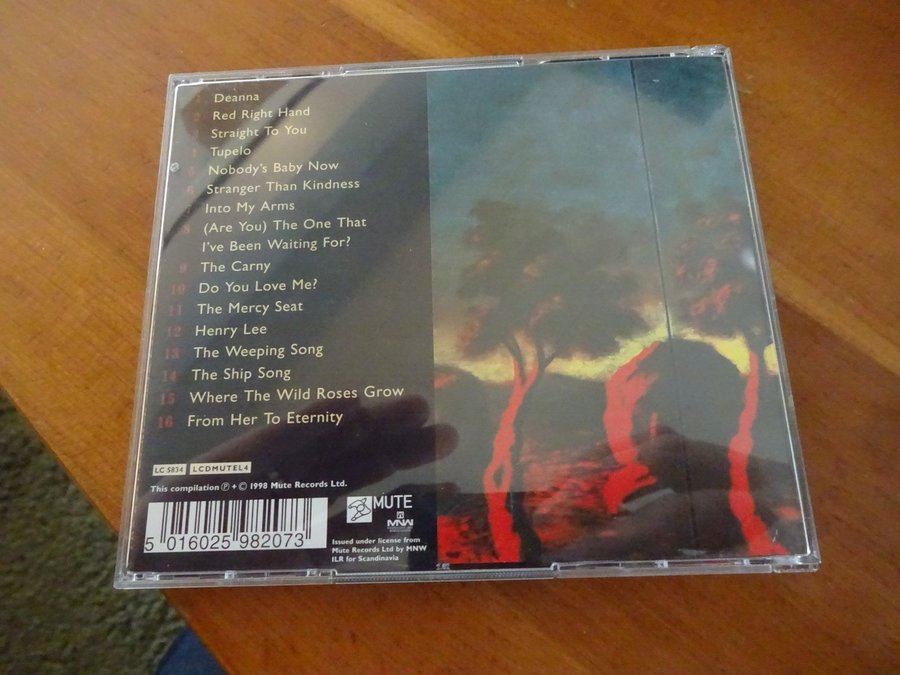 1 Deanna
2 Red Right Hand
3 Straight To You
4 Tupelo
5 Nobody's Baby Now
6 Stranger Than Kindness
7 Into My Arms
8 (Are You) The One That
I've Been Waiting For?
9 The Carny
10 Do You Love Me?
11 The Mercy Seat
12 Henry Lee
13 The Weeping Song
14 The Ship Song
15 Where The Wild Roses Grow
16 From Her To Eternity
LC 5834 LCDMUTEL4
This compilation ℗ + © 1998 Mute Records Ltd.
5 016025 982073
MUTE
MNW
Issued under license from
Mute Records Ltd by MNW
ILR for Scandinavia